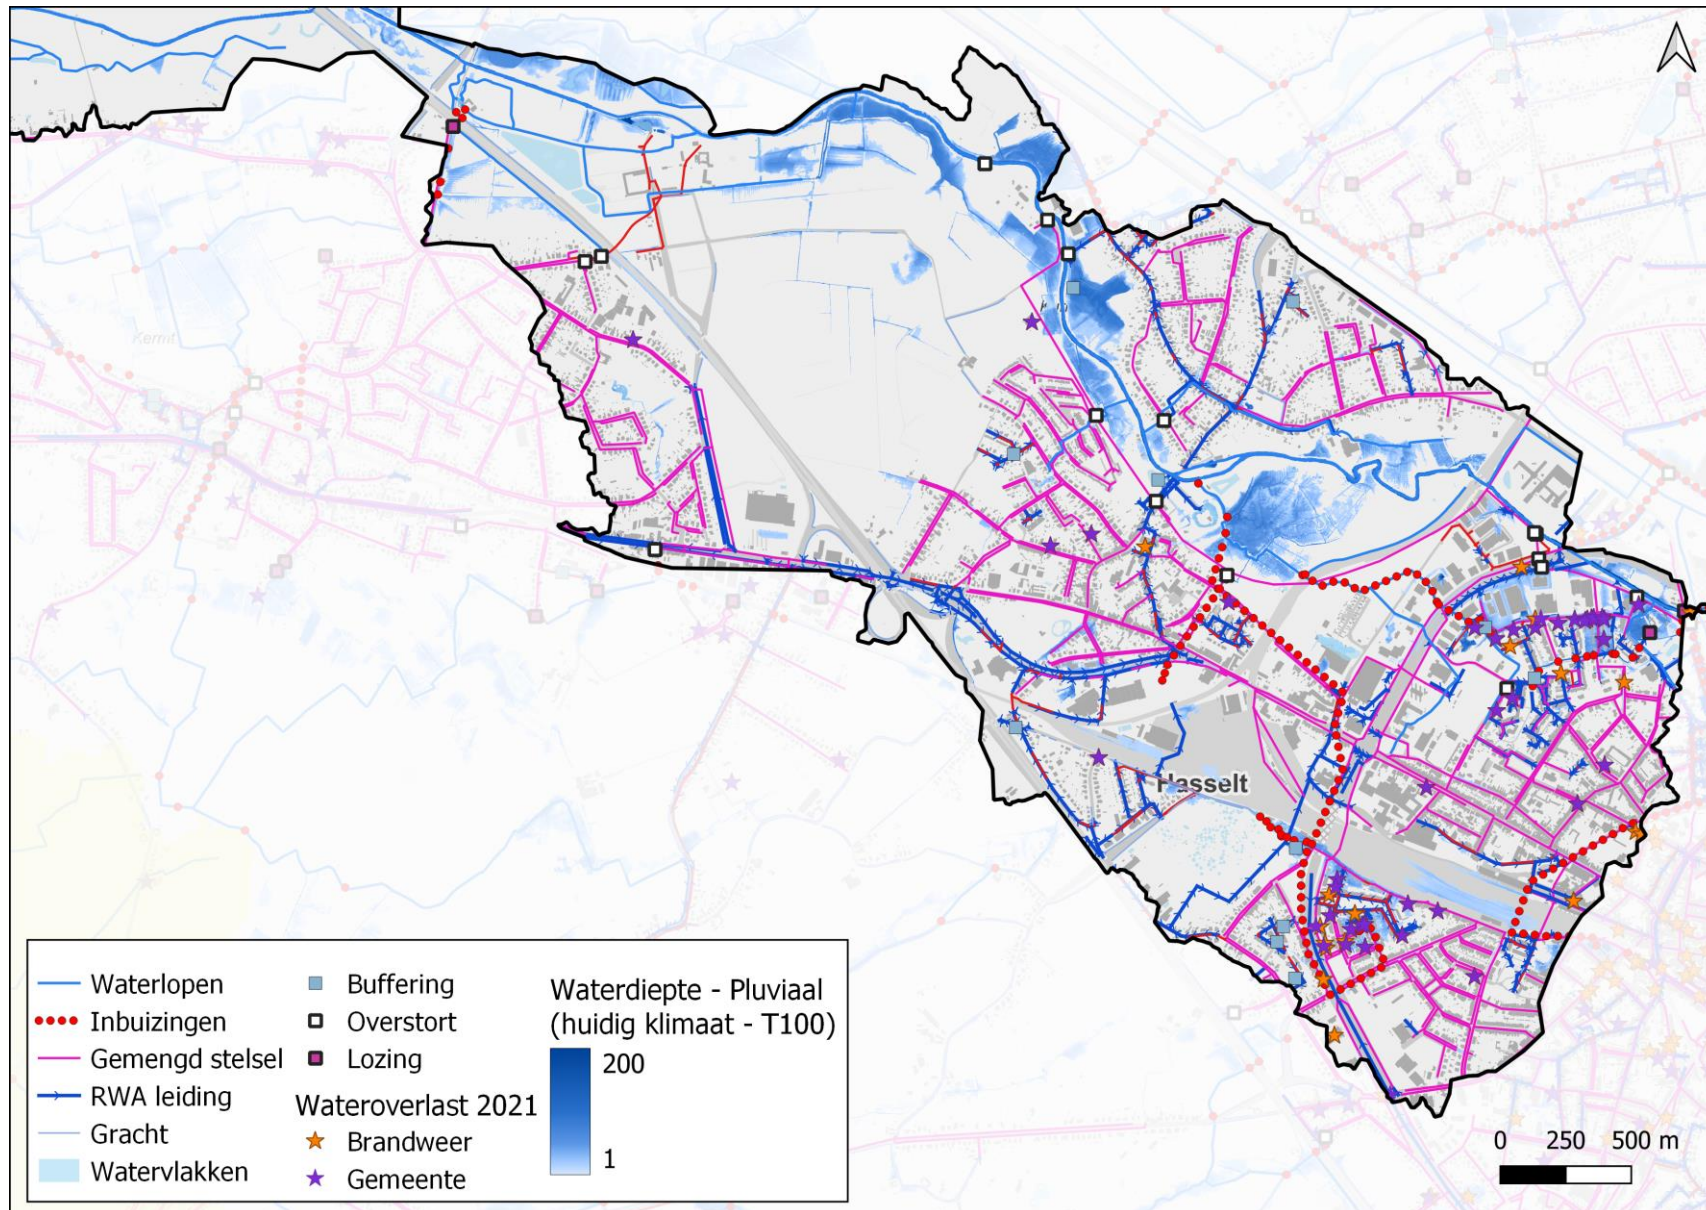 Kermt
Hasselt
Waterlopen
Inbuizingen
Gemengd stelsel
RWA leiding
Gracht
Watervlakken
Buffering
Overstort
Lozing
Wateroverlast 2021
Brandweer
Gemeente
Waterdiepte - Pluviaal
(huidig klimaat - T100)
200
1
0 250 500 m